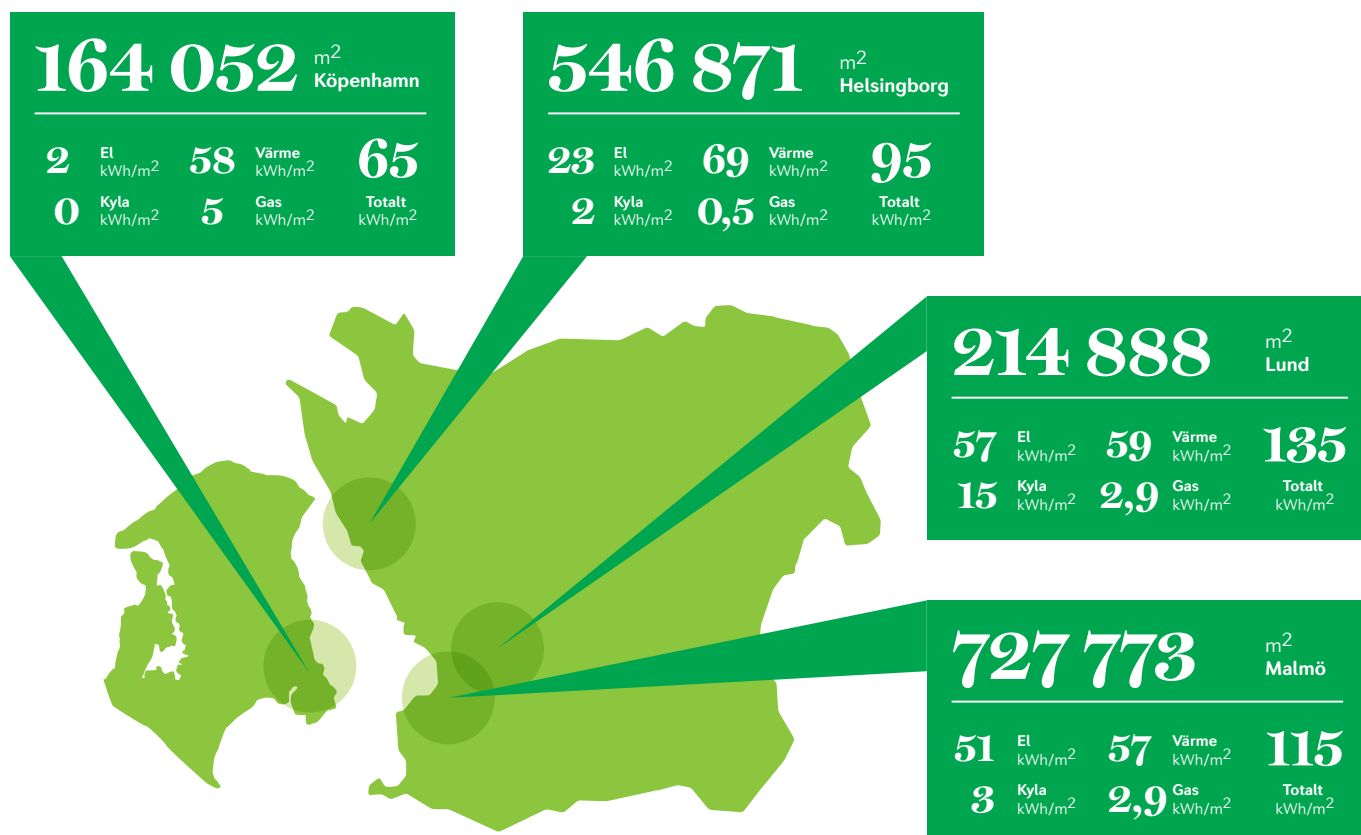 164 052 m2 Köpenhamn
2 El kWh/m2 58 Värme kWh/m2 65
0 Kyla kWh/m2 5 Gas kWh/m2 Totalt kWh/m2
546 871 m2 Helsingborg
23 El kWh/m2 69 Värme kWh/m2 95
2 Kyla kWh/m2 0,5 Gas kWh/m2 Totalt kWh/m2
214 888 m2 Lund
57 El kWh/m2 59 Värme kWh/m2 135
15 Kyla kWh/m2 2,9 Gas kWh/m2 Totalt kWh/m2
727 773 m2 Malmö
51 El kWh/m2 57 Värme kWh/m2 115
3 Kyla kWh/m2 2,9 Gas kWh/m2 Totalt kWh/m2